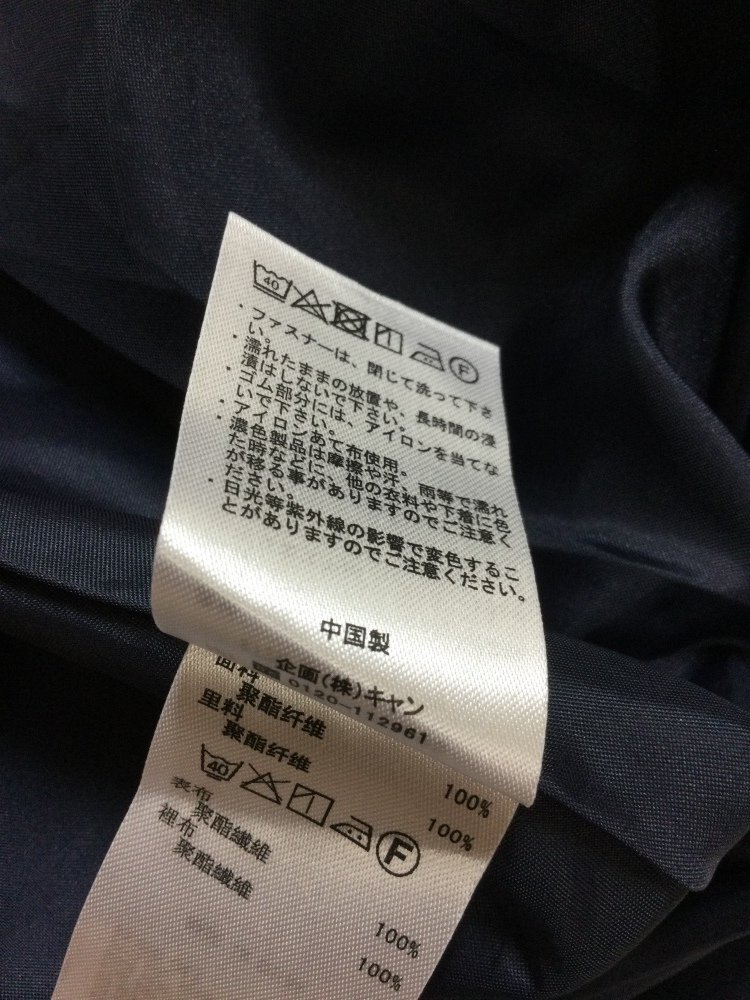 40 F
・ファスナーは、閉じて洗って下さ
い。
・濡れたままの放置や、長時間の浸
漬はしないで下さい。
・ゴム部分には、アイロンを当てな
いで下さい。
・アイロンあて布使用。
・濃色製品は摩擦や汗、雨等で濡れ
た時などに、他の衣料や下着に色
が移る事がありますのでご注意く
ださい。
・日光等紫外線の影響で変色するこ
とがありますのでご注意ください。
中国製
企画(株)キャン
0120-112961
面料
聚酯纤维 100%
里料
聚酯纤维 100%
40 F
表布
聚酯纖維 100%
裡布
聚酯纖維 100%